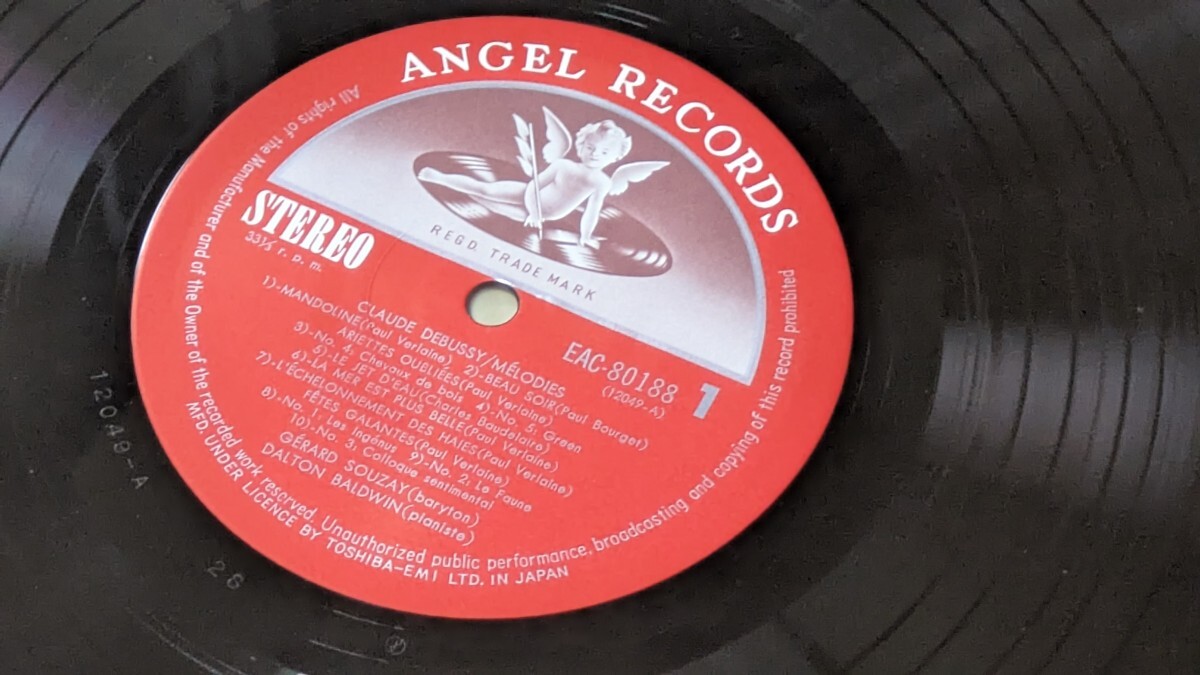 ANGEL RECORDS
REGD. TRADE MARK
STEREO
33⅓ r. p. m.
EAC-80188
(12049-A)
1
CLAUDE DEBUSSY/MÉLODIES
1)-MANDOLINE(Paul Verlaine) 2)-BEAU SOIR(Paul Bourget)
ARIETTES OUBLIÉES(Paul Verlaine)
3)-No. 4, Chevaux de bois 4)-No. 5, Green
5)-LE JET D'EAU(Charles Baudelaire)
6)-LA MER EST PLUS BELLE(Paul Verlaine)
7)-L'ÉCHELONNEMENT DES HAIES(Paul Verlaine)
FÊTES GALANTES(Paul Verlaine)
8)-No. 1, Les Ingénus 9)-No. 2, Le Faune
10)-No. 3, Colloque sentimental
GÉRARD SOUZAY(baryton)
DALTON BALDWIN(pianiste)
All rights of the Manufacturer and of the Owner of the recorded work reserved. Unauthorized public performance, broadcasting and copying of this record prohibited
MFD. UNDER LICENCE BY TOSHIBA-EMI LTD. IN JAPAN
12049-A